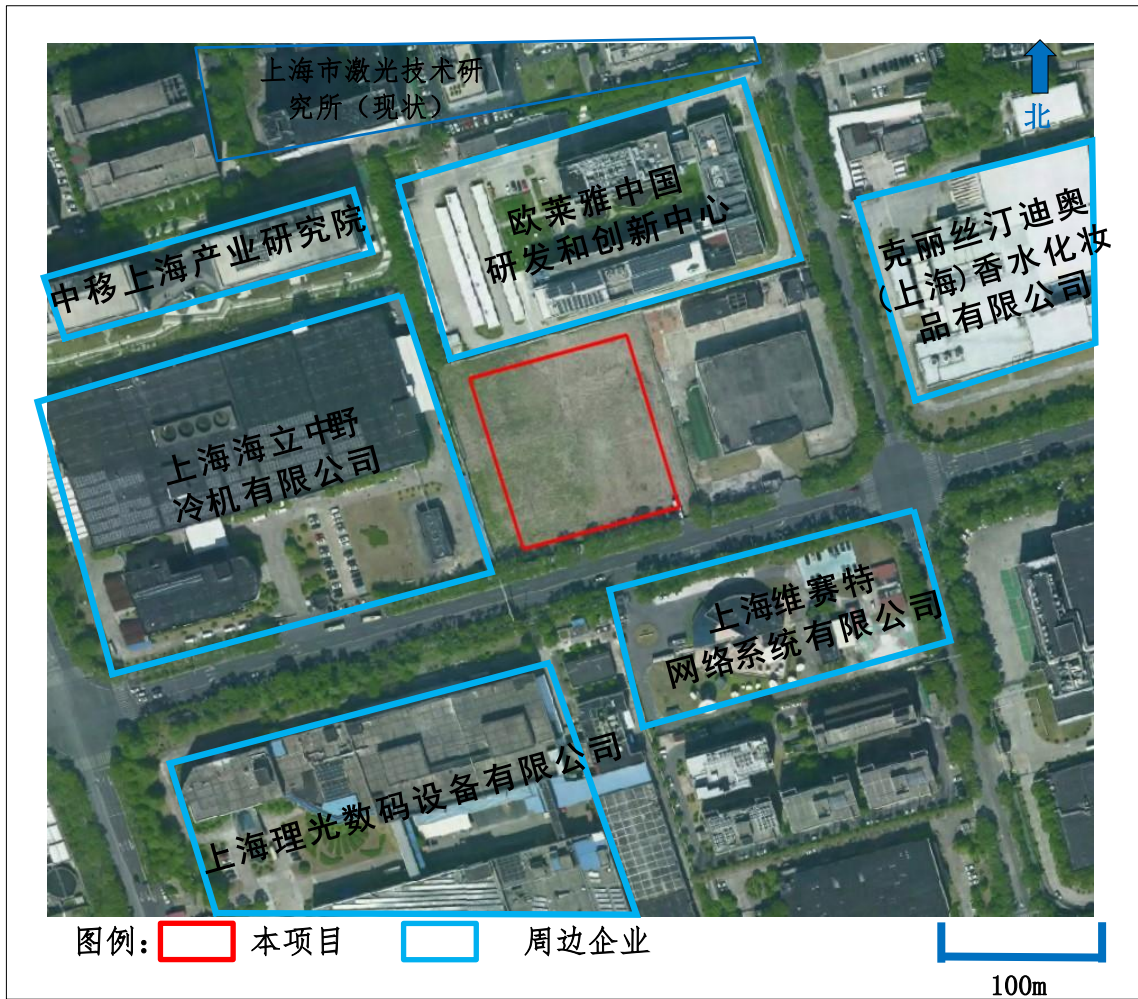 上海市激光技术研
究所（现状）
北
欧莱雅中国
研发和创新中心
克丽丝汀迪奥
(上海)香水化妆
品有限公司
中移上海产业研究院
上海海立中野
冷机有限公司
上海维赛特
网络系统有限公司
上海理光数码设备有限公司
图例： 本项目 周边企业
100m